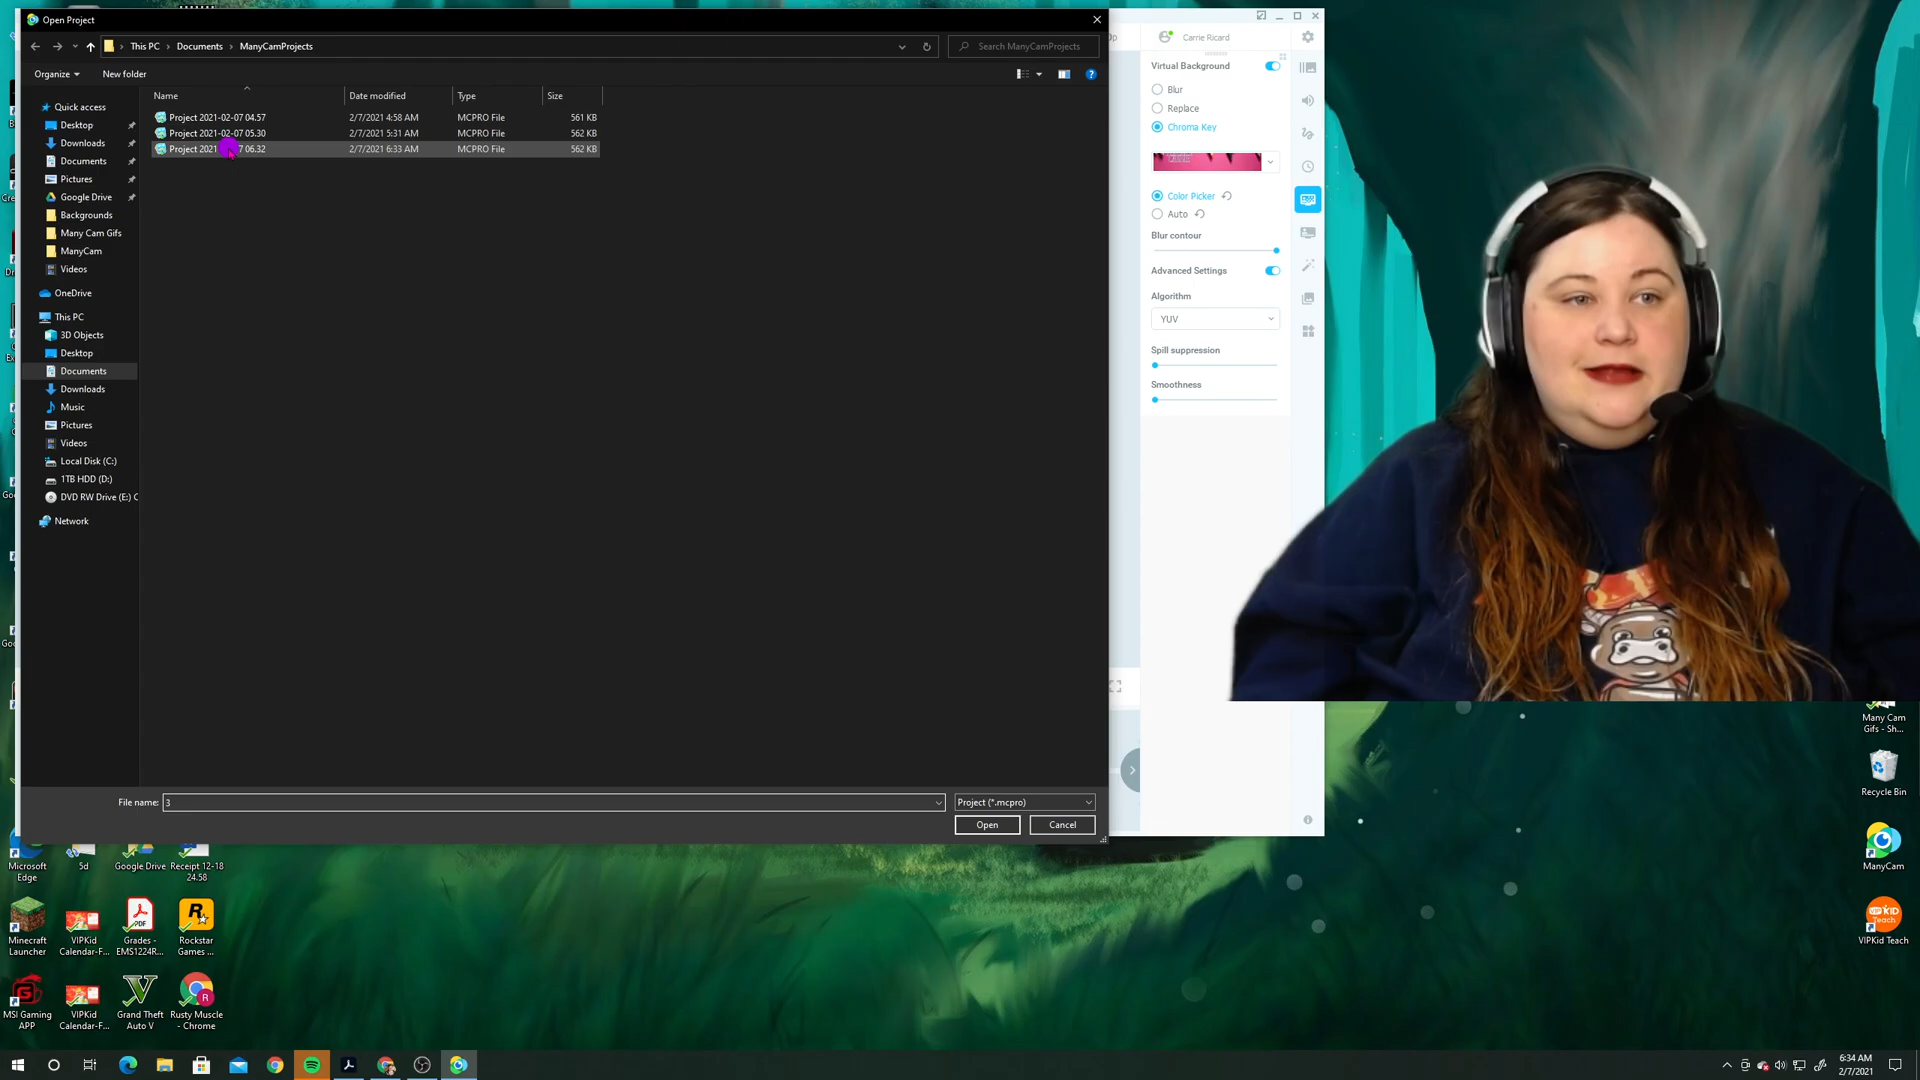 Open Project
This PC > Documents > ManyCamProjects
Search ManyCamProjects
Organize
New folder
Name
Date modified
Type
Size
Project 2021-02-07 04.57
2/7/2021 4:58 AM
MCPRO File
561 KB
Project 2021-02-07 05.30
2/7/2021 5:31 AM
MCPRO File
562 KB
Project 2021 7 06.32
2/7/2021 6:33 AM
MCPRO File
562 KB
Quick access
Desktop
Downloads
Documents
Pictures
Google Drive
Backgrounds
Many Cam Gifs
ManyCam
Videos
OneDrive
This PC
3D Objects
Desktop
Documents
Downloads
Music
Pictures
Videos
Local Disk (C:)
1TB HDD (D:)
DVD RW Drive (E:) C
Network
File name:
3
Project (*.mcpro)
Open
Cancel
Carrie Ricard
Virtual Background
Blur
Replace
Chroma Key
Color Picker
Auto
Blur contour
Advanced Settings
Algorithm
YUV
Spill suppression
Smoothness
Many Cam
Gifs - Sh...
Recycle Bin
ManyCam
VIPKID
Teach
VIPKid Teach
Microsoft
Edge
5d
Google Drive
Receipt 12-18
24.58
Minecraft
Launcher
VIPKid
Calendar-F...
PDF
Grades -
EMS1224R...
Rockstar
Games ...
MSI Gaming
APP
VIPKid
Calendar-F...
Grand Theft
Auto V
R
Rusty Muscle
- Chrome
6:34 AM
2/7/2021